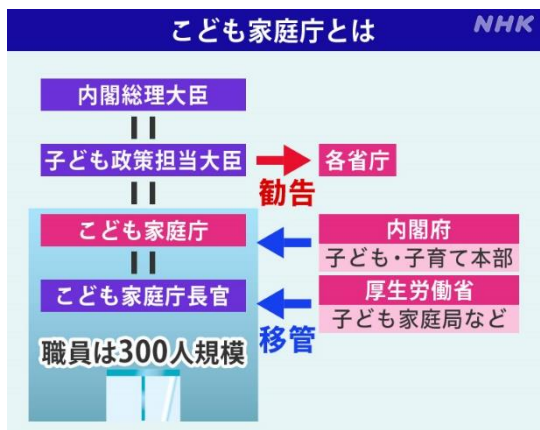 こども家庭庁とは
NHK
内閣総理大臣
子ども政策担当大臣
各省庁
勧告
こども家庭庁
内閣府
子ども・子育て本部
こども家庭庁長官
厚生労働省
子ども家庭局など
移管
職員は300人規模